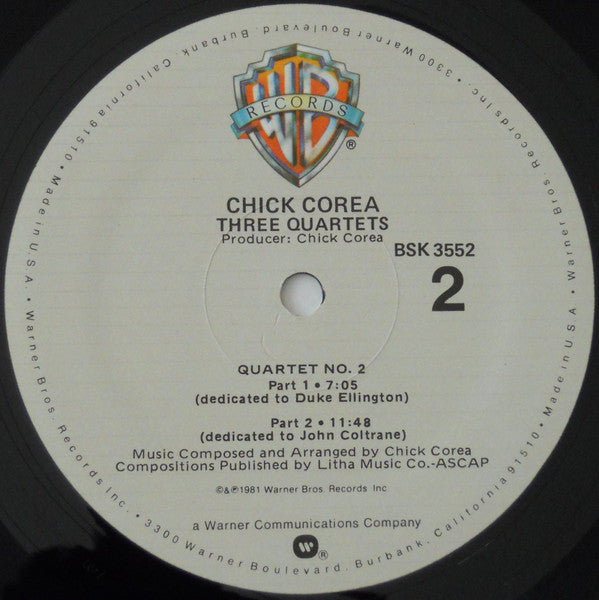 WB
RECORDS
®
CHICK COREA
THREE QUARTETS
Producer: Chick Corea
BSK 3552
2
QUARTET NO. 2
Part 1 • 7:05
(dedicated to Duke Ellington)
Part 2 • 11:48
(dedicated to John Coltrane)
Music Composed and Arranged by Chick Corea
Compositions Published by Litha Music Co.-ASCAP
©&℗1981 Warner Bros. Records Inc
a Warner Communications Company
®
Warner Bros. Records Inc. • 3300 Warner Boulevard, Burbank, California 91510 • Made in U.S.A. • Warner Bros. Records Inc. • 3300 Warner Boulevard, Burbank, California 91510 • Made in U.S.A. •